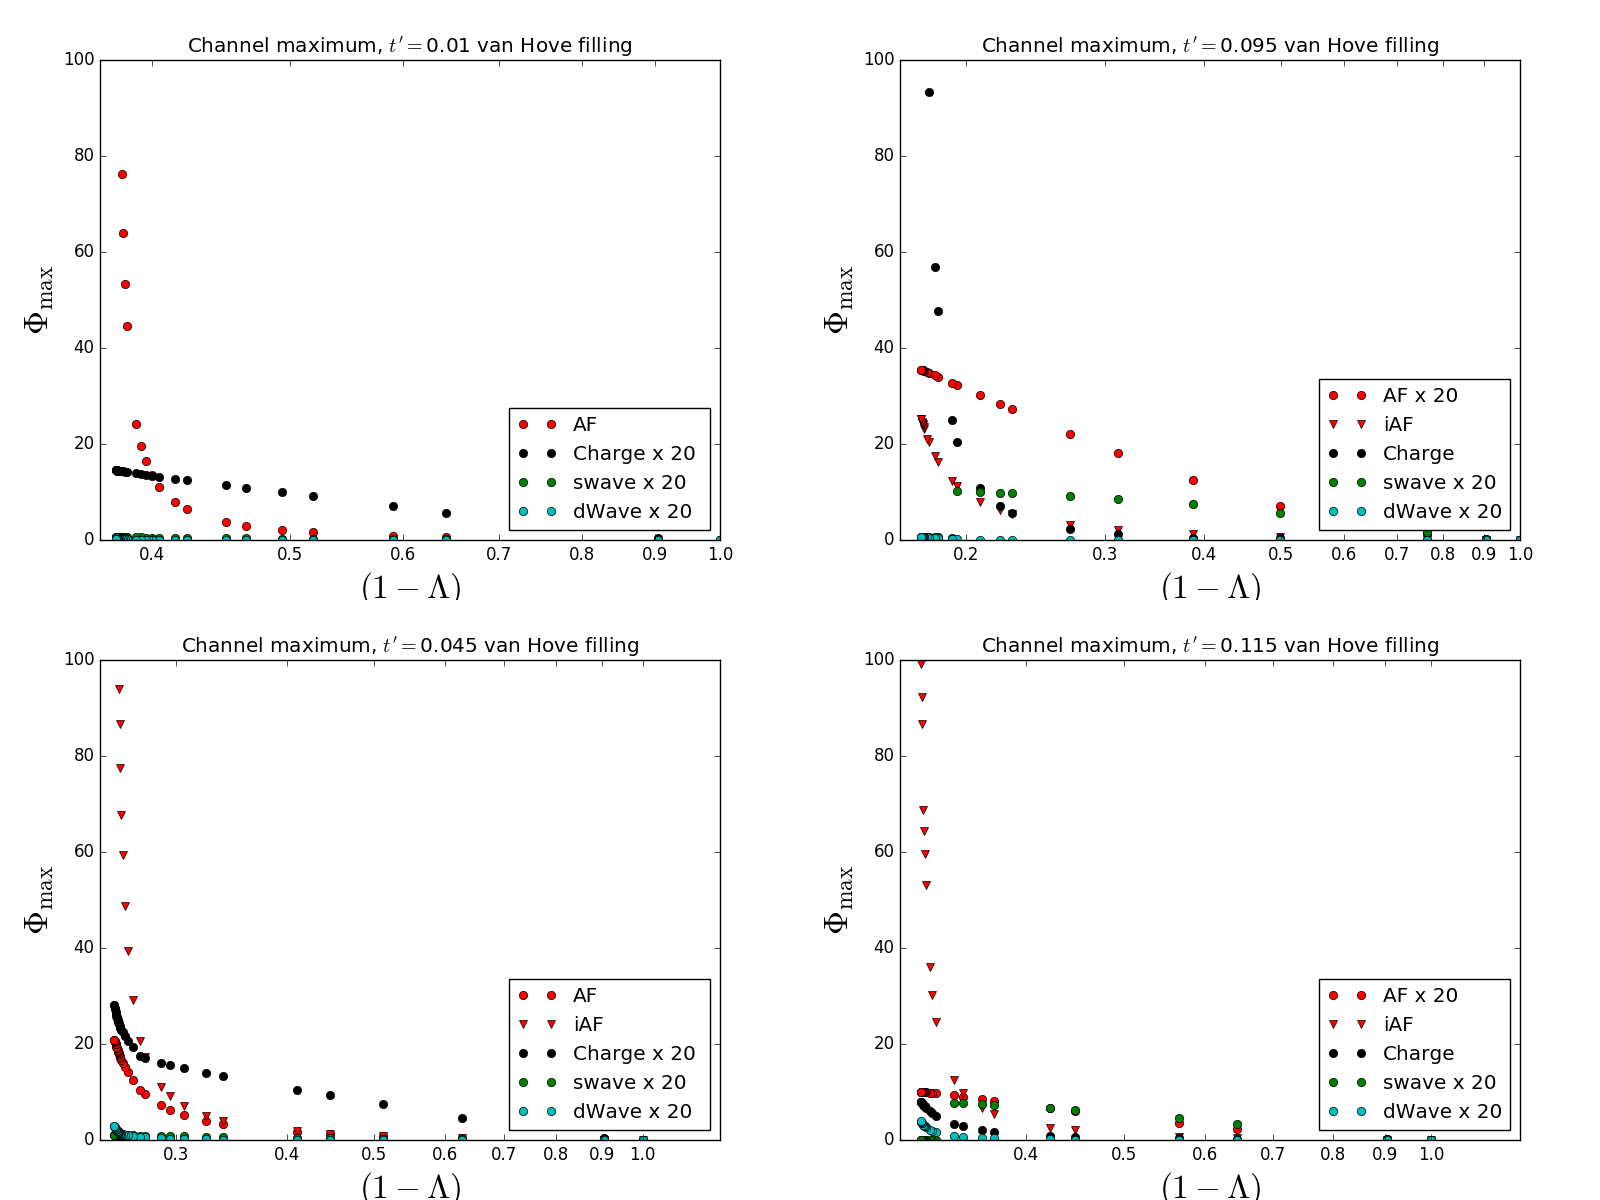 Channel maximum, t′ = 0.01 van Hove filling
100
80
60
40
20
0
Φmax
AF
Charge x 20
swave x 20
dWave x 20
0.4 0.5 0.6 0.7 0.8 0.9 1.0
(1 − Λ)
Channel maximum, t′ = 0.095 van Hove filling
100
80
60
40
20
0
Φmax
AF x 20
iAF
Charge
swave x 20
dWave x 20
0.2 0.3 0.4 0.5 0.6 0.7 0.8 0.9 1.0
(1 − Λ)
Channel maximum, t′ = 0.045 van Hove filling
100
80
60
40
20
0
Φmax
AF
iAF
Charge x 20
swave x 20
dWave x 20
0.3 0.4 0.5 0.6 0.7 0.8 0.9 1.0
(1 − Λ)
Channel maximum, t′ = 0.115 van Hove filling
100
80
60
40
20
0
Φmax
AF x 20
iAF
Charge
swave x 20
dWave x 20
0.4 0.5 0.6 0.7 0.8 0.9 1.0
(1 − Λ)